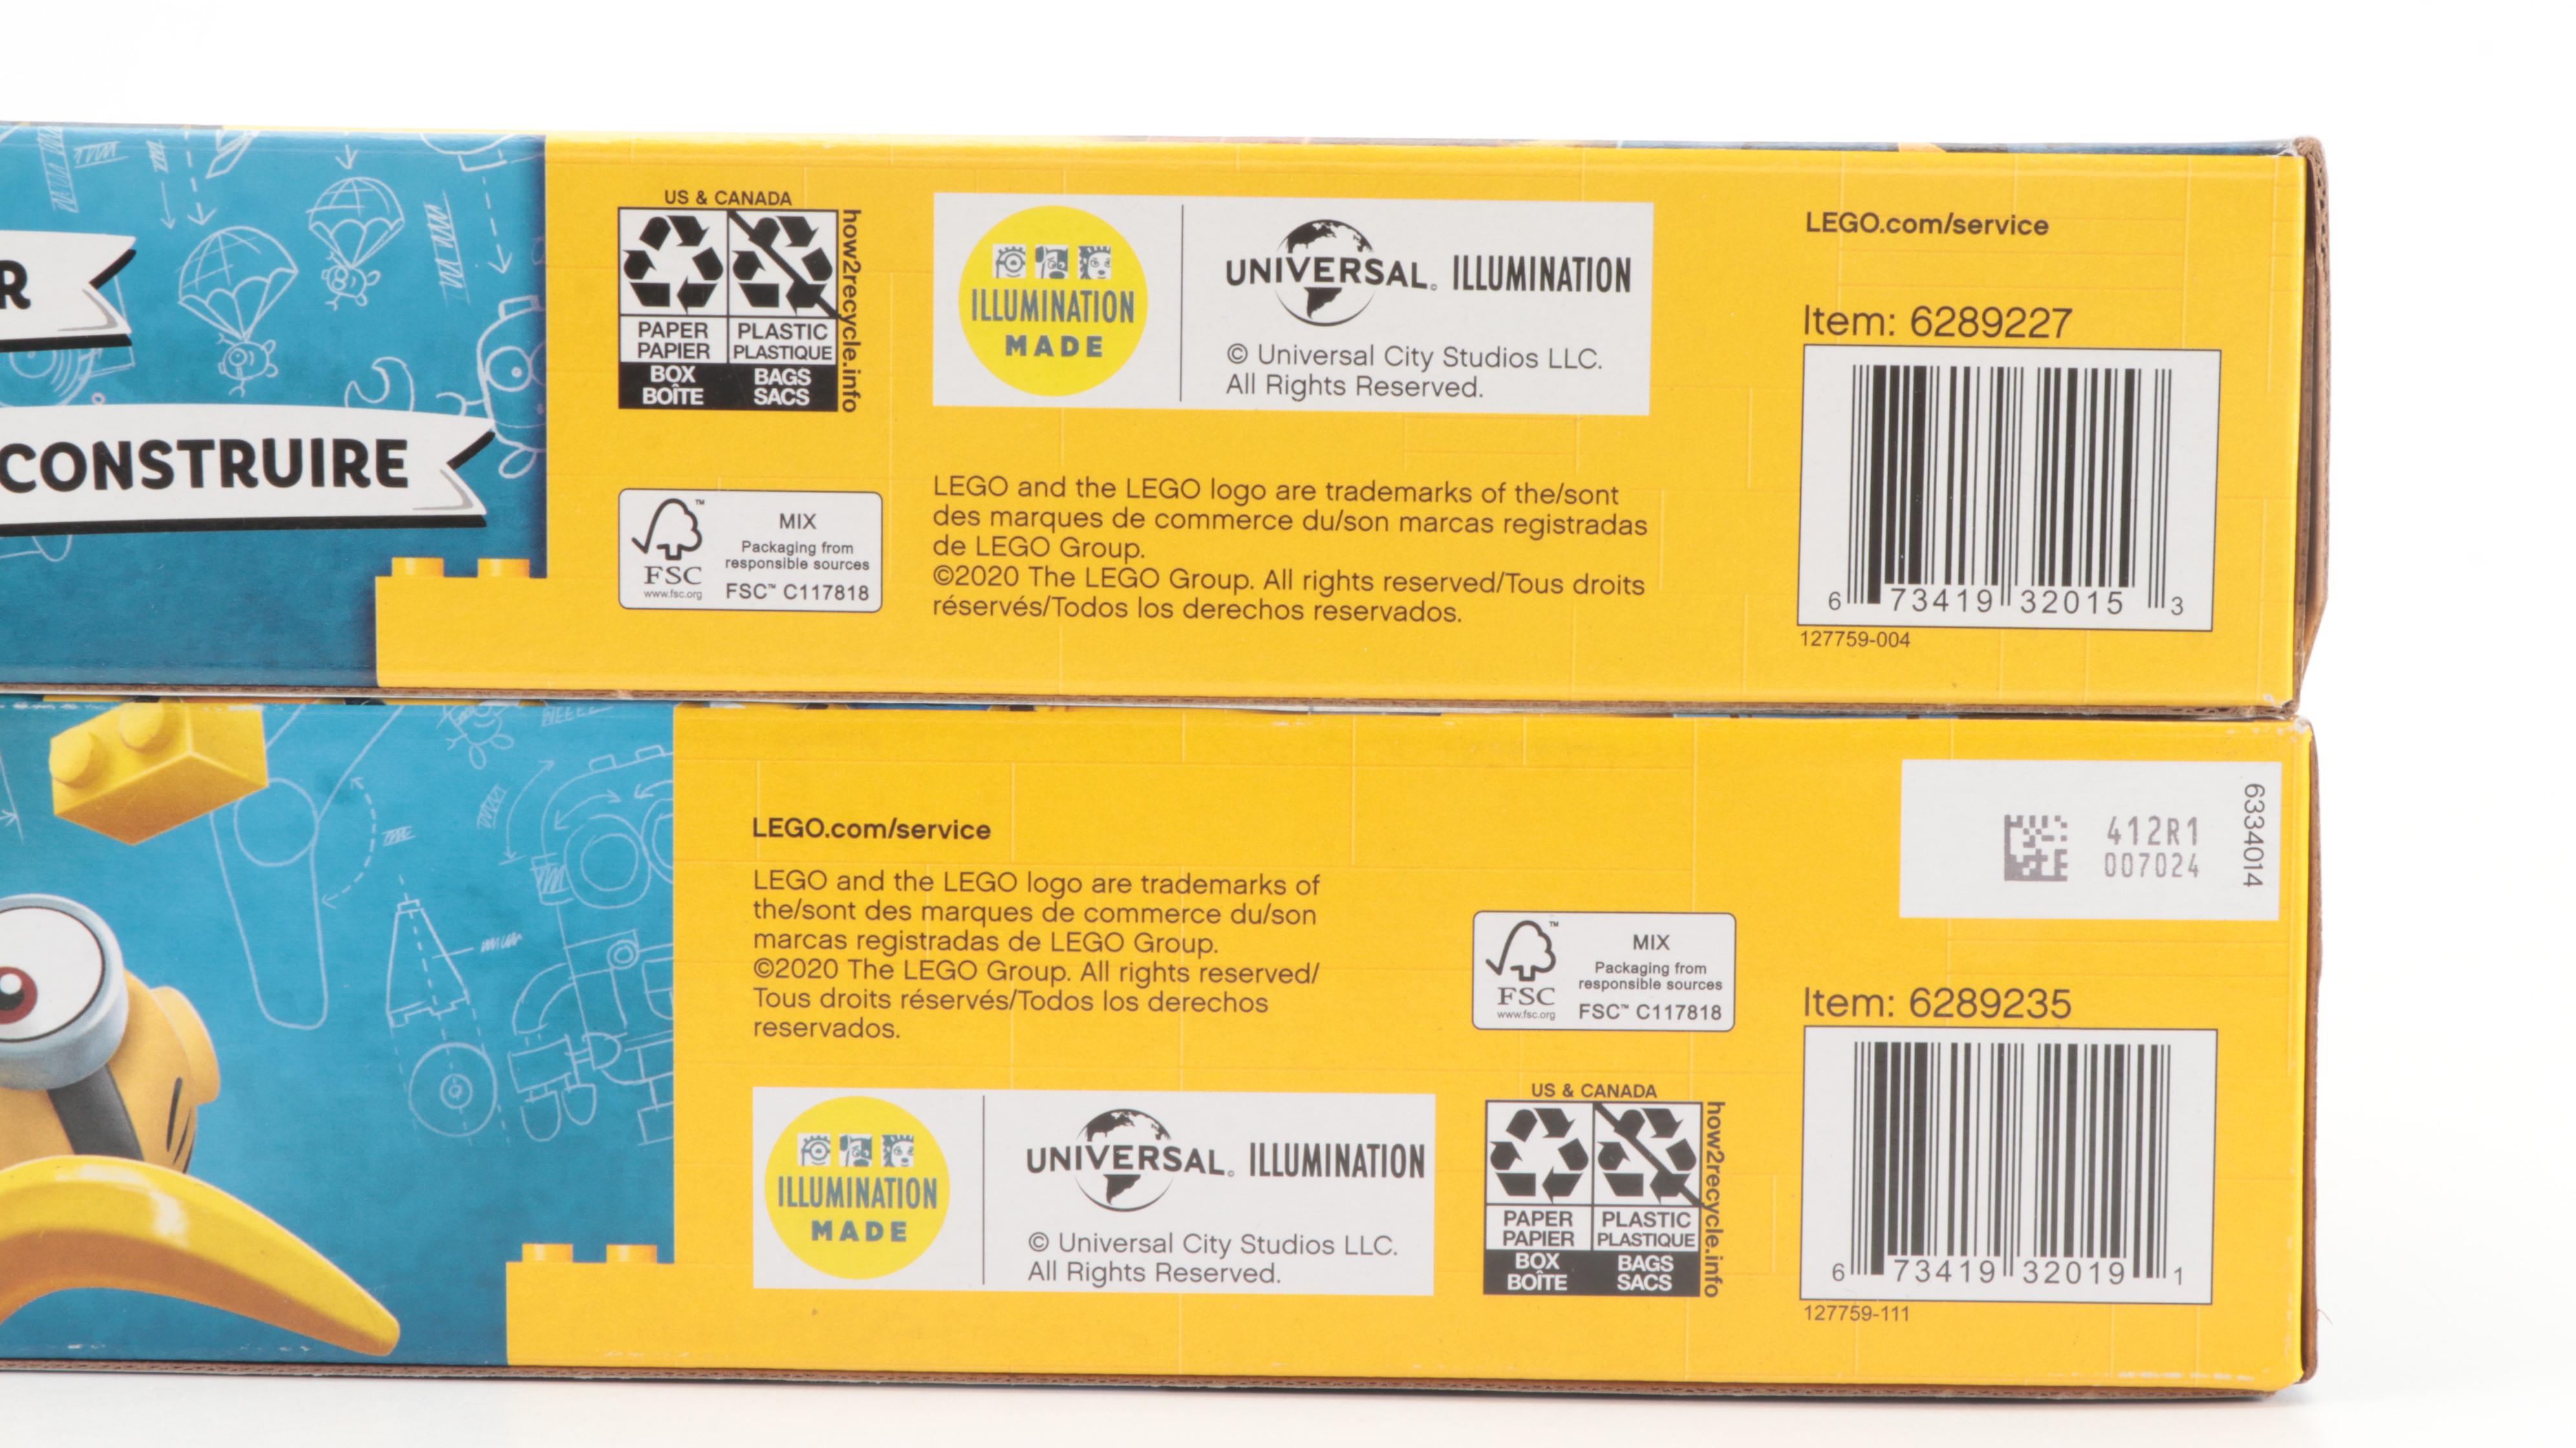 R
CONSTRUIRE
US & CANADA
PAPER
PAPIER
BOX
BOÎTE
PLASTIC
PLASTIQUE
BAGS
SACS
how2recycle.info
FSC™
www.fsc.org
MIX
Packaging from
responsible sources
FSC™ C117818
ILLUMINATION
MADE
UNIVERSAL© ILLUMINATION
© Universal City Studios LLC.
All Rights Reserved.
LEGO and the LEGO logo are trademarks of the/sont
des marques de commerce du/son marcas registradas
de LEGO Group.
©2020 The LEGO Group. All rights reserved/Tous droits
réservés/Todos los derechos reservados.
LEGO.com/service
Item: 6289227
6 73419 32015 3
127759-004
LEGO.com/service
LEGO and the LEGO logo are trademarks of
the/sont des marques de commerce du/son
marcas registradas de LEGO Group.
©2020 The LEGO Group. All rights reserved/
Tous droits réservés/Todos los derechos
reservados.
ILLUMINATION
MADE
UNIVERSAL© ILLUMINATION
© Universal City Studios LLC.
All Rights Reserved.
FSC™
www.fsc.org
MIX
Packaging from
responsible sources
FSC™ C117818
US & CANADA
PAPER
PAPIER
BOX
BOÎTE
PLASTIC
PLASTIQUE
BAGS
SACS
how2recycle.info
412R1
007024
6334014
Item: 6289235
6 73419 32019 1
127759-111